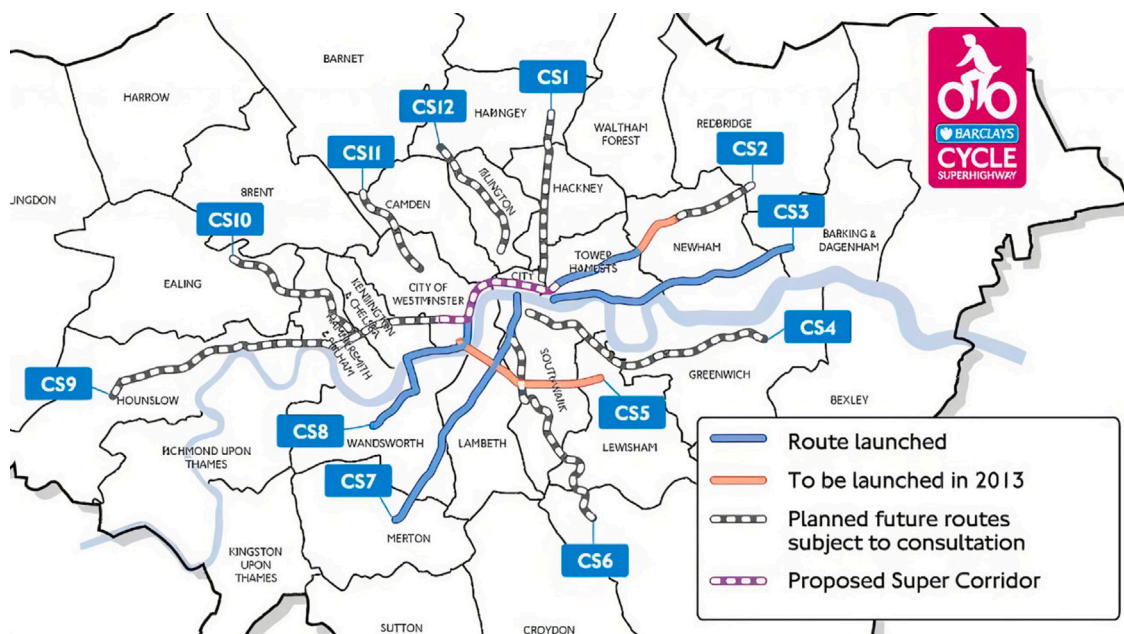 BARNET
HARROW
CS1
CS12
HARINGEY
WALTHAM
FOREST
REDBRIDGE
BARCLAYS
CYCLE
SUPERHIGHWAY
CS11
CS2
ISLINGTON
HACKNEY
BRENT
CAMDEN
LINGDON
CS10
CS3
BARKING &
DAGENHAM
NEWHAM
TOWER
HAMLETS
CITY
EALING
CITY OF
WESTMINSTER
KENSINGTON
& CHELSEA
HAMMERSMITH
& FULHAM
CS4
CS9
HOUNSLOW
GREENWICH
SOUTHWARK
CS5
BEXLEY
CS8
WANDSWORTH
LAMBETH
LEWISHAM
RICHMOND UPON
THAMES
CS7
MERTON
CS6
KINGSTON
UPON
THAMES
SUTTON
CROYDON
Route launched
To be launched in 2013
Planned future routes
subject to consultation
Proposed Super Corridor